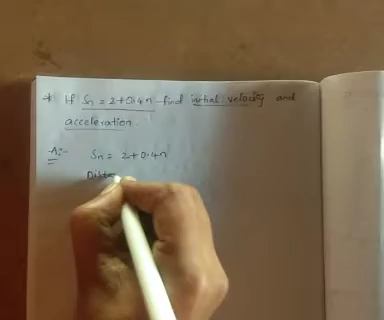 * If Sn = 2+0.4n find initial velocity and
acceleration.
A:- Sn = 2+0.4n